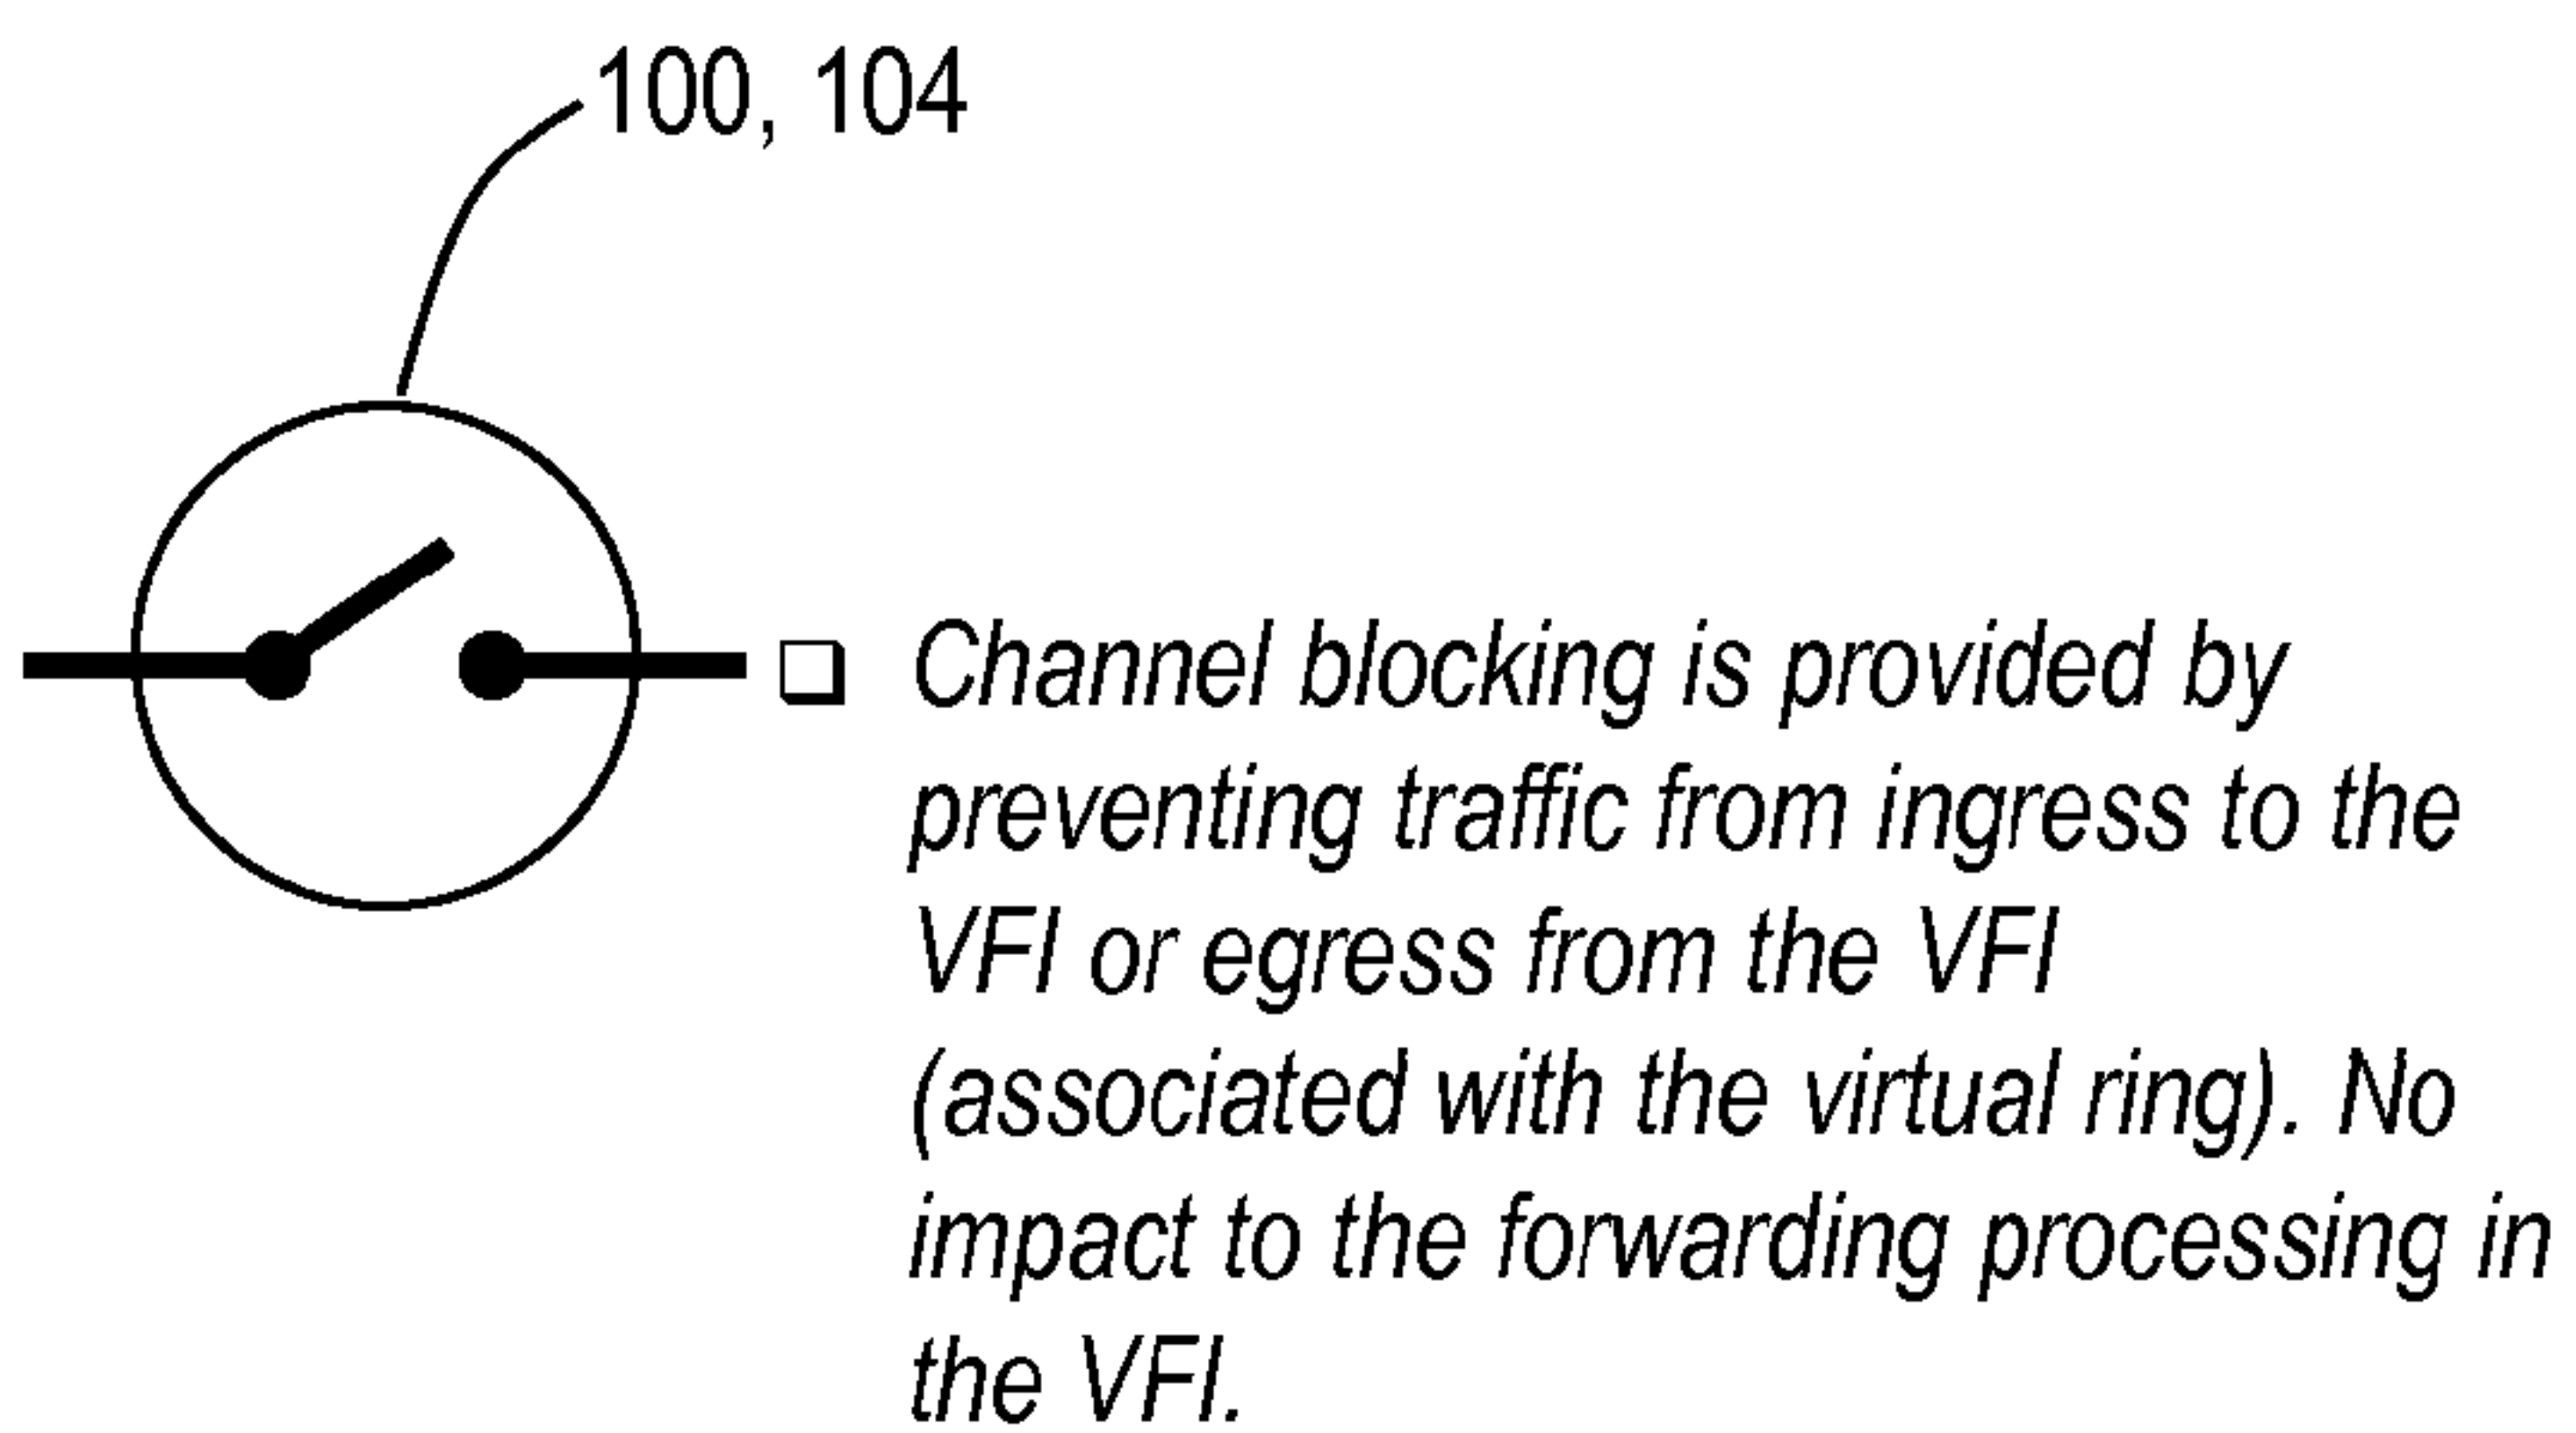 100, 104
❑ Channel blocking is provided by
preventing traffic from ingress to the
VFI or egress from the VFI
(associated with the virtual ring). No
impact to the forwarding processing in
the VFI.